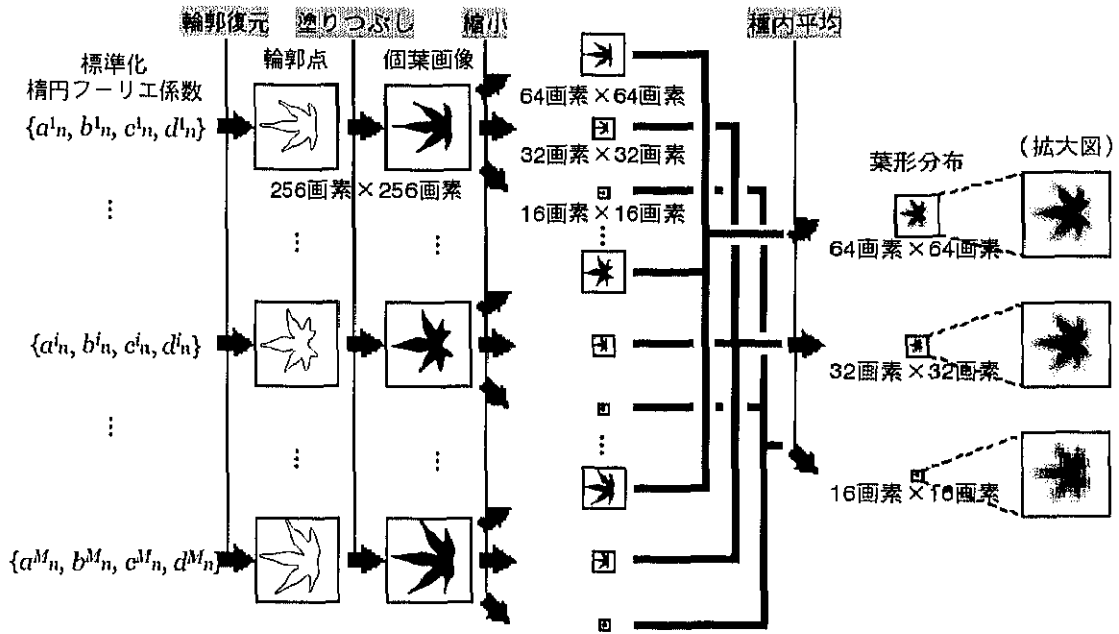 輪郭復元
塗りつぶし
縮小
種内平均
標準化
楕円フーリエ係数
輪郭点
個葉画像
{a¹n, b¹n, c¹n, d¹n}
256画素×256画素
64画素×64画素
32画素×32画素
16画素×16画素
⋮
⋮
⋮
⋮
{aⁱn, bⁱn, cⁱn, dⁱn}
⋮
⋮
⋮
⋮
{aᴹn, bᴹn, cᴹn, dᴹn}
葉形分布
(拡大図)
64画素×64画素
32画素×32画素
16画素×16画素